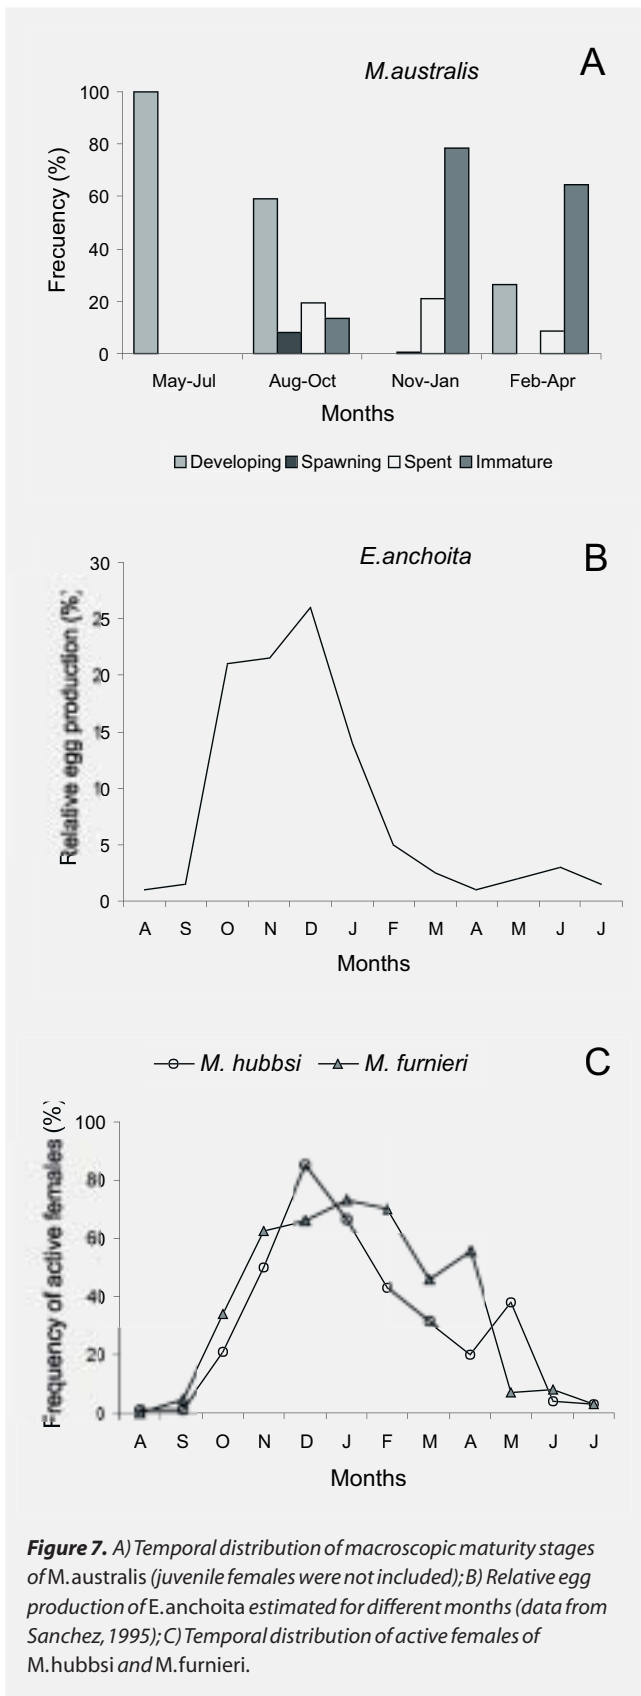 A
M.australis
100
80
60
40
20
0
Frecuency (%)
May-Jul Aug-Oct Nov-Jan Feb-Apr
Months
Developing Spawning Spent Immature
B
E.anchoita
30
25
20
15
10
5
0
Relative egg production (%)
A S O N D J F M A M J J
Months
C
M. hubbsi M. furnieri
100
80
60
40
20
0
Frequency of active females (%)
A S O N D J F M A M J J
Months
Figure 7. A) Temporal distribution of macroscopic maturity stages
of M.australis (juvenile females were not included); B) Relative egg
production of E.anchoita estimated for different months (data from
Sanchez, 1995); C) Temporal distribution of active females of
M.hubbsi and M.furnieri.